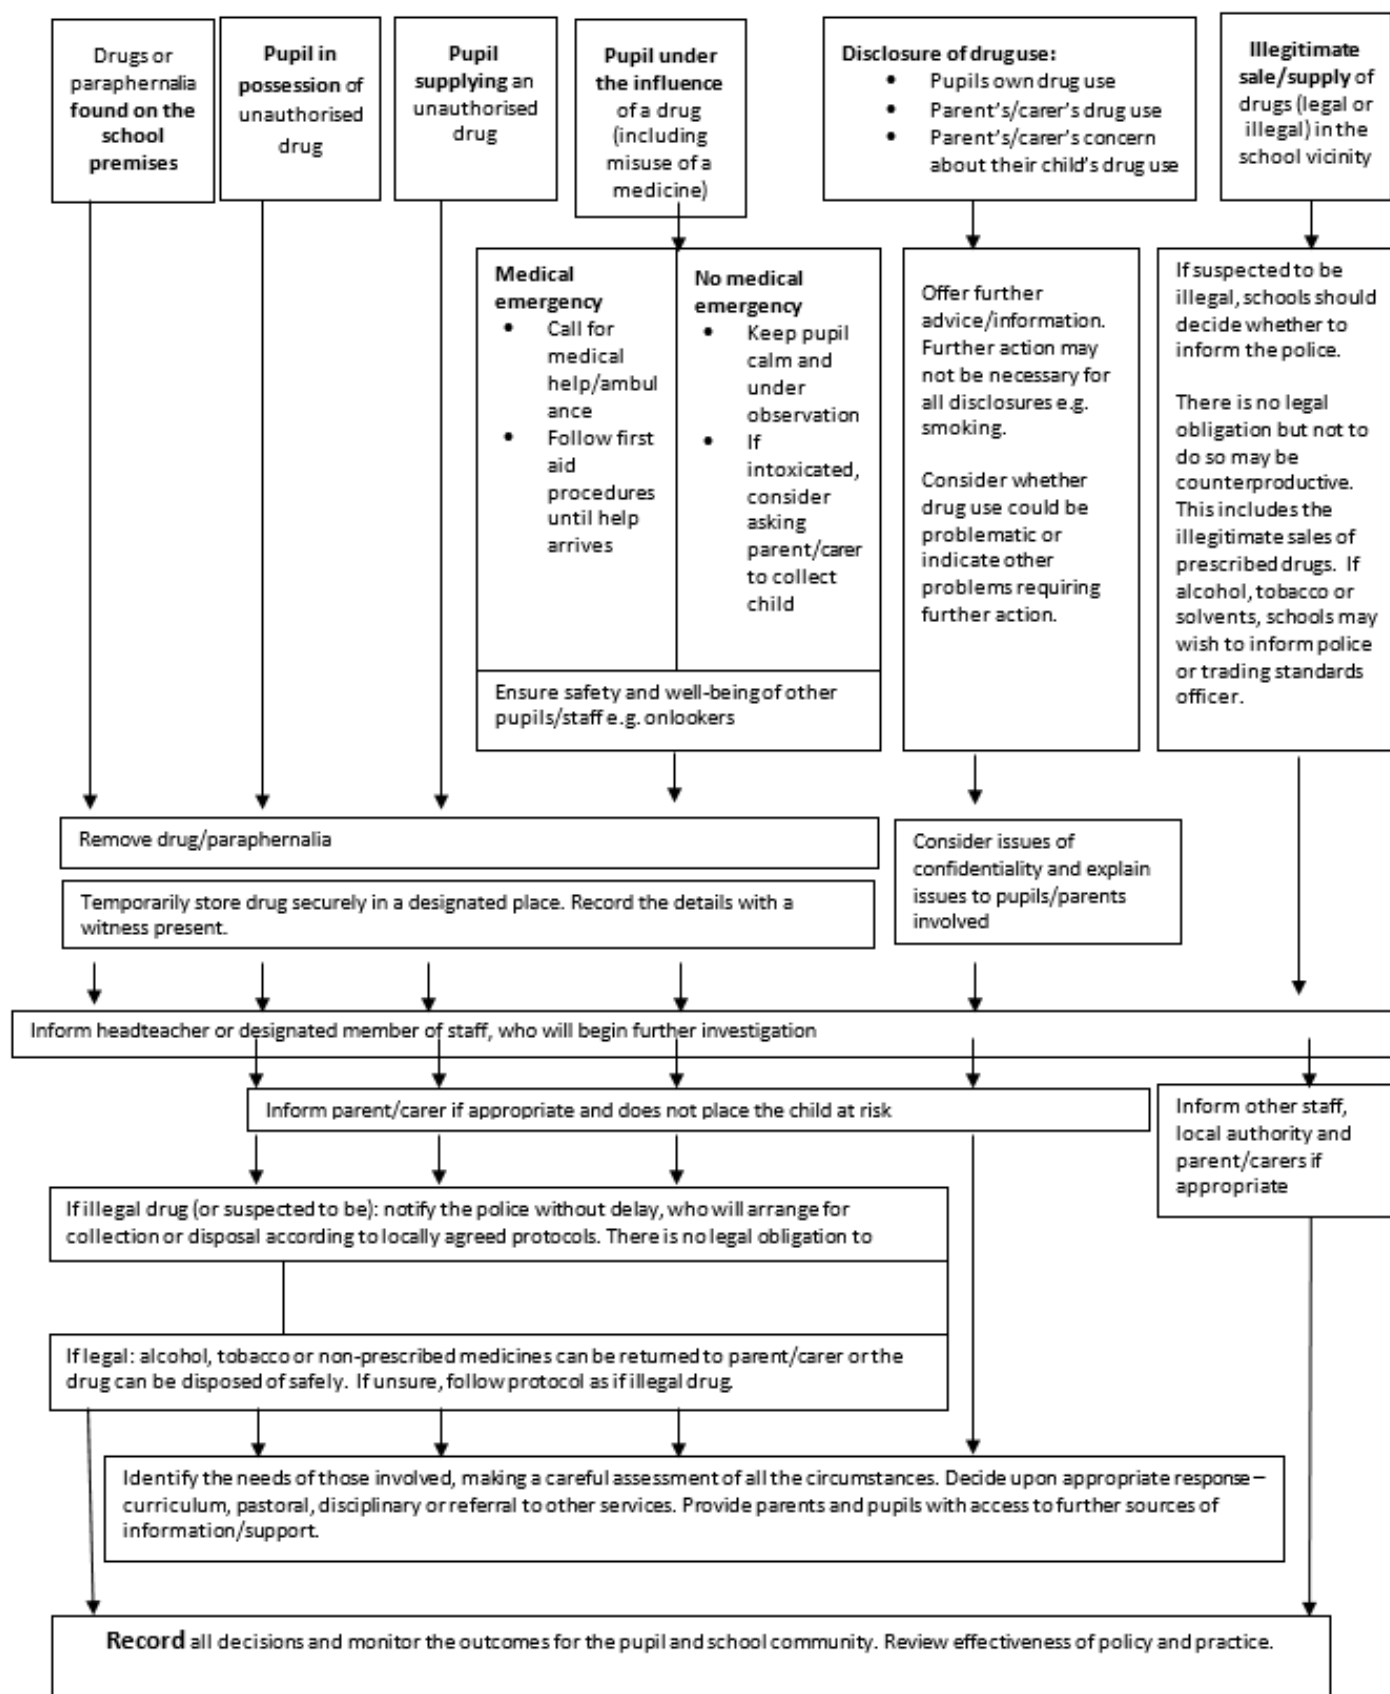 Drugs or
paraphernalia
found on the
school
premises
Pupil in
possession of
unauthorised
drug
Pupil
supplying an
unauthorised
drug
Pupil under
the influence
of a drug
(including
misuse of a
medicine)
Disclosure of drug use:
• Pupils own drug use
• Parent's/carer's drug use
• Parent's/carer's concern
about their child's drug use
Illegitimate
sale/supply of
drugs (legal or
illegal) in the
school vicinity
Medical
emergency
• Call for
medical
help/ambul
ance
• Follow first
aid
procedures
until help
arrives
No medical
emergency
• Keep pupil
calm and
under
observation
• If
intoxicated,
consider
asking
parent/carer
to collect
child
Ensure safety and well-being of other
pupils/staff e.g. onlookers
Offer further
advice/information.
Further action may
not be necessary for
all disclosures e.g.
smoking.
Consider whether
drug use could be
problematic or
indicate other
problems requiring
further action.
If suspected to be
illegal, schools should
decide whether to
inform the police.
There is no legal
obligation but not to
do so may be
counterproductive.
This includes the
illegitimate sales of
prescribed drugs. If
alcohol, tobacco or
solvents, schools may
wish to inform police
or trading standards
officer.
Remove drug/paraphernalia
Temporarily store drug securely in a designated place. Record the details with a
witness present.
Consider issues of
confidentiality and explain
issues to pupils/parents
involved
Inform headteacher or designated member of staff, who will begin further investigation
Inform parent/carer if appropriate and does not place the child at risk
Inform other staff,
local authority and
parent/carers if
appropriate
If illegal drug (or suspected to be): notify the police without delay, who will arrange for
collection or disposal according to locally agreed protocols. There is no legal obligation to
If legal: alcohol, tobacco or non-prescribed medicines can be returned to parent/carer or the
drug can be disposed of safely. If unsure, follow protocol as if illegal drug.
Identify the needs of those involved, making a careful assessment of all the circumstances. Decide upon appropriate response –
curriculum, pastoral, disciplinary or referral to other services. Provide parents and pupils with access to further sources of
information/support.
Record all decisions and monitor the outcomes for the pupil and school community. Review effectiveness of policy and practice.